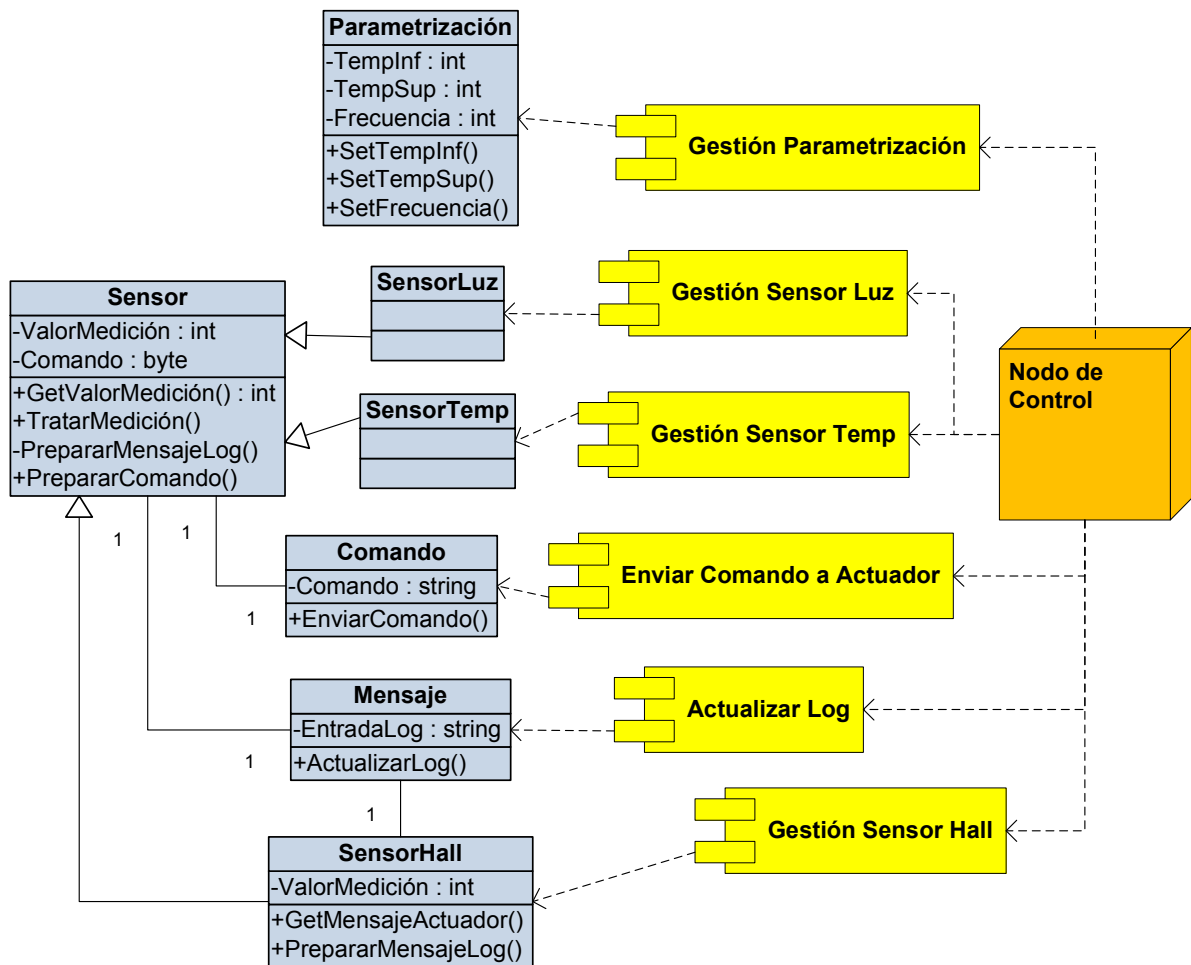 Parametrización
-TempInf : int
-TempSup : int
-Frecuencia : int
+SetTempInf()
+SetTempSup()
+SetFrecuencia()
Gestión Parametrización
Sensor
-ValorMedición : int
-Comando : byte
+GetValorMedición() : int
+TratarMedición()
-PrepararMensajeLog()
+PrepararComando()
SensorLuz
Gestión Sensor Luz
SensorTemp
Gestión Sensor Temp
Nodo de
Control
1
1
Comando
-Comando : string
+EnviarComando()
1
Enviar Comando a Actuador
Mensaje
-EntradaLog : string
+ActualizarLog()
1
Actualizar Log
1
SensorHall
-ValorMedición : int
+GetMensajeActuador()
+PrepararMensajeLog()
Gestión Sensor Hall